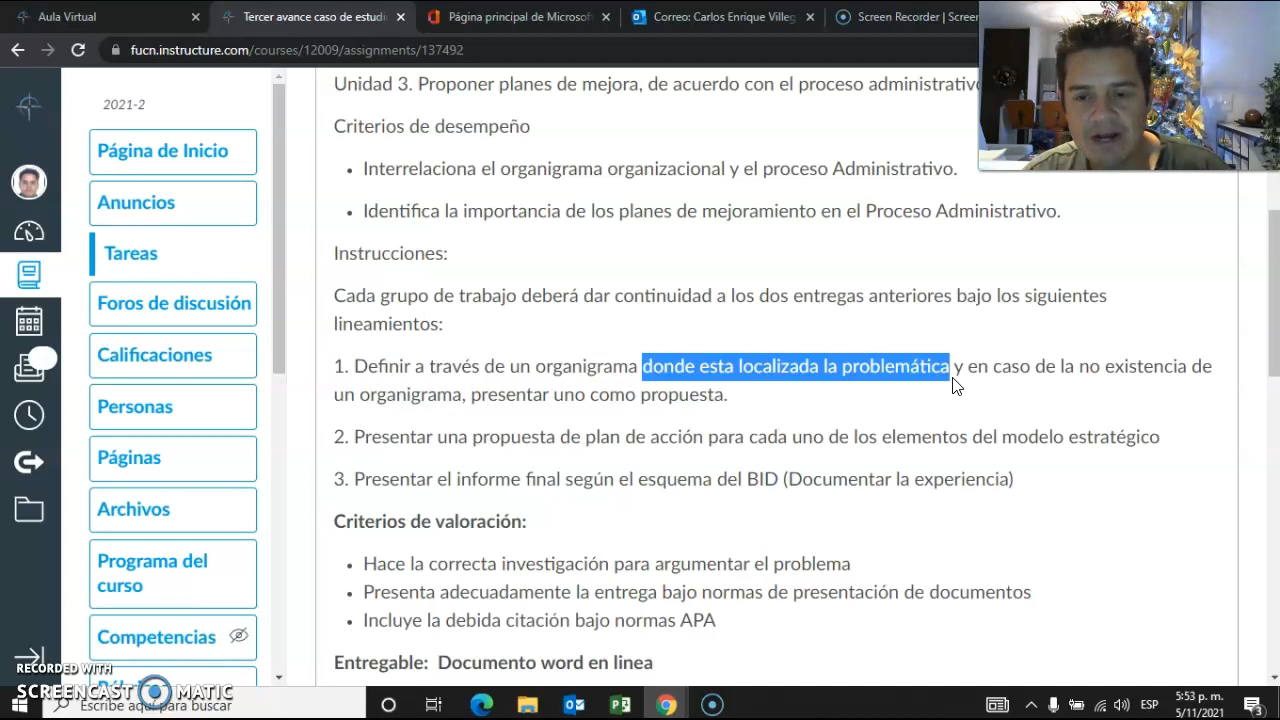 Aula Virtual
Tercer avance caso de estudi
Página principal de Microsof
Correo: Carlos Enrique Villeg
Screen Recorder | Screen
fucn.instructure.com/courses/12009/assignments/137492
2021-2
Página de Inicio
Anuncios
Tareas
Foros de discusión
Calificaciones
Personas
Páginas
Archivos
Programa del
curso
Competencias
Unidad 3. Proponer planes de mejora, de acuerdo con el proceso administrativo
Criterios de desempeño
• Interrelaciona el organigrama organizacional y el proceso Administrativo.
• Identifica la importancia de los planes de mejoramiento en el Proceso Administrativo.
Instrucciones:
Cada grupo de trabajo deberá dar continuidad a los dos entregas anteriores bajo los siguientes
lineamientos:
1. Definir a través de un organigrama donde esta localizada la problemática y en caso de la no existencia de
un organigrama, presentar uno como propuesta.
2. Presentar una propuesta de plan de acción para cada uno de los elementos del modelo estratégico
3. Presentar el informe final según el esquema del BID (Documentar la experiencia)
Criterios de valoración:
• Hace la correcta investigación para argumentar el problema
• Presenta adecuadamente la entrega bajo normas de presentación de documentos
• Incluye la debida citación bajo normas APA
Entregable: Documento word en linea
RECORDED WITH
SCREENCAST MATIC
Escribe aquí para buscar
ESP
5:53 p. m.
5/11/2021
3